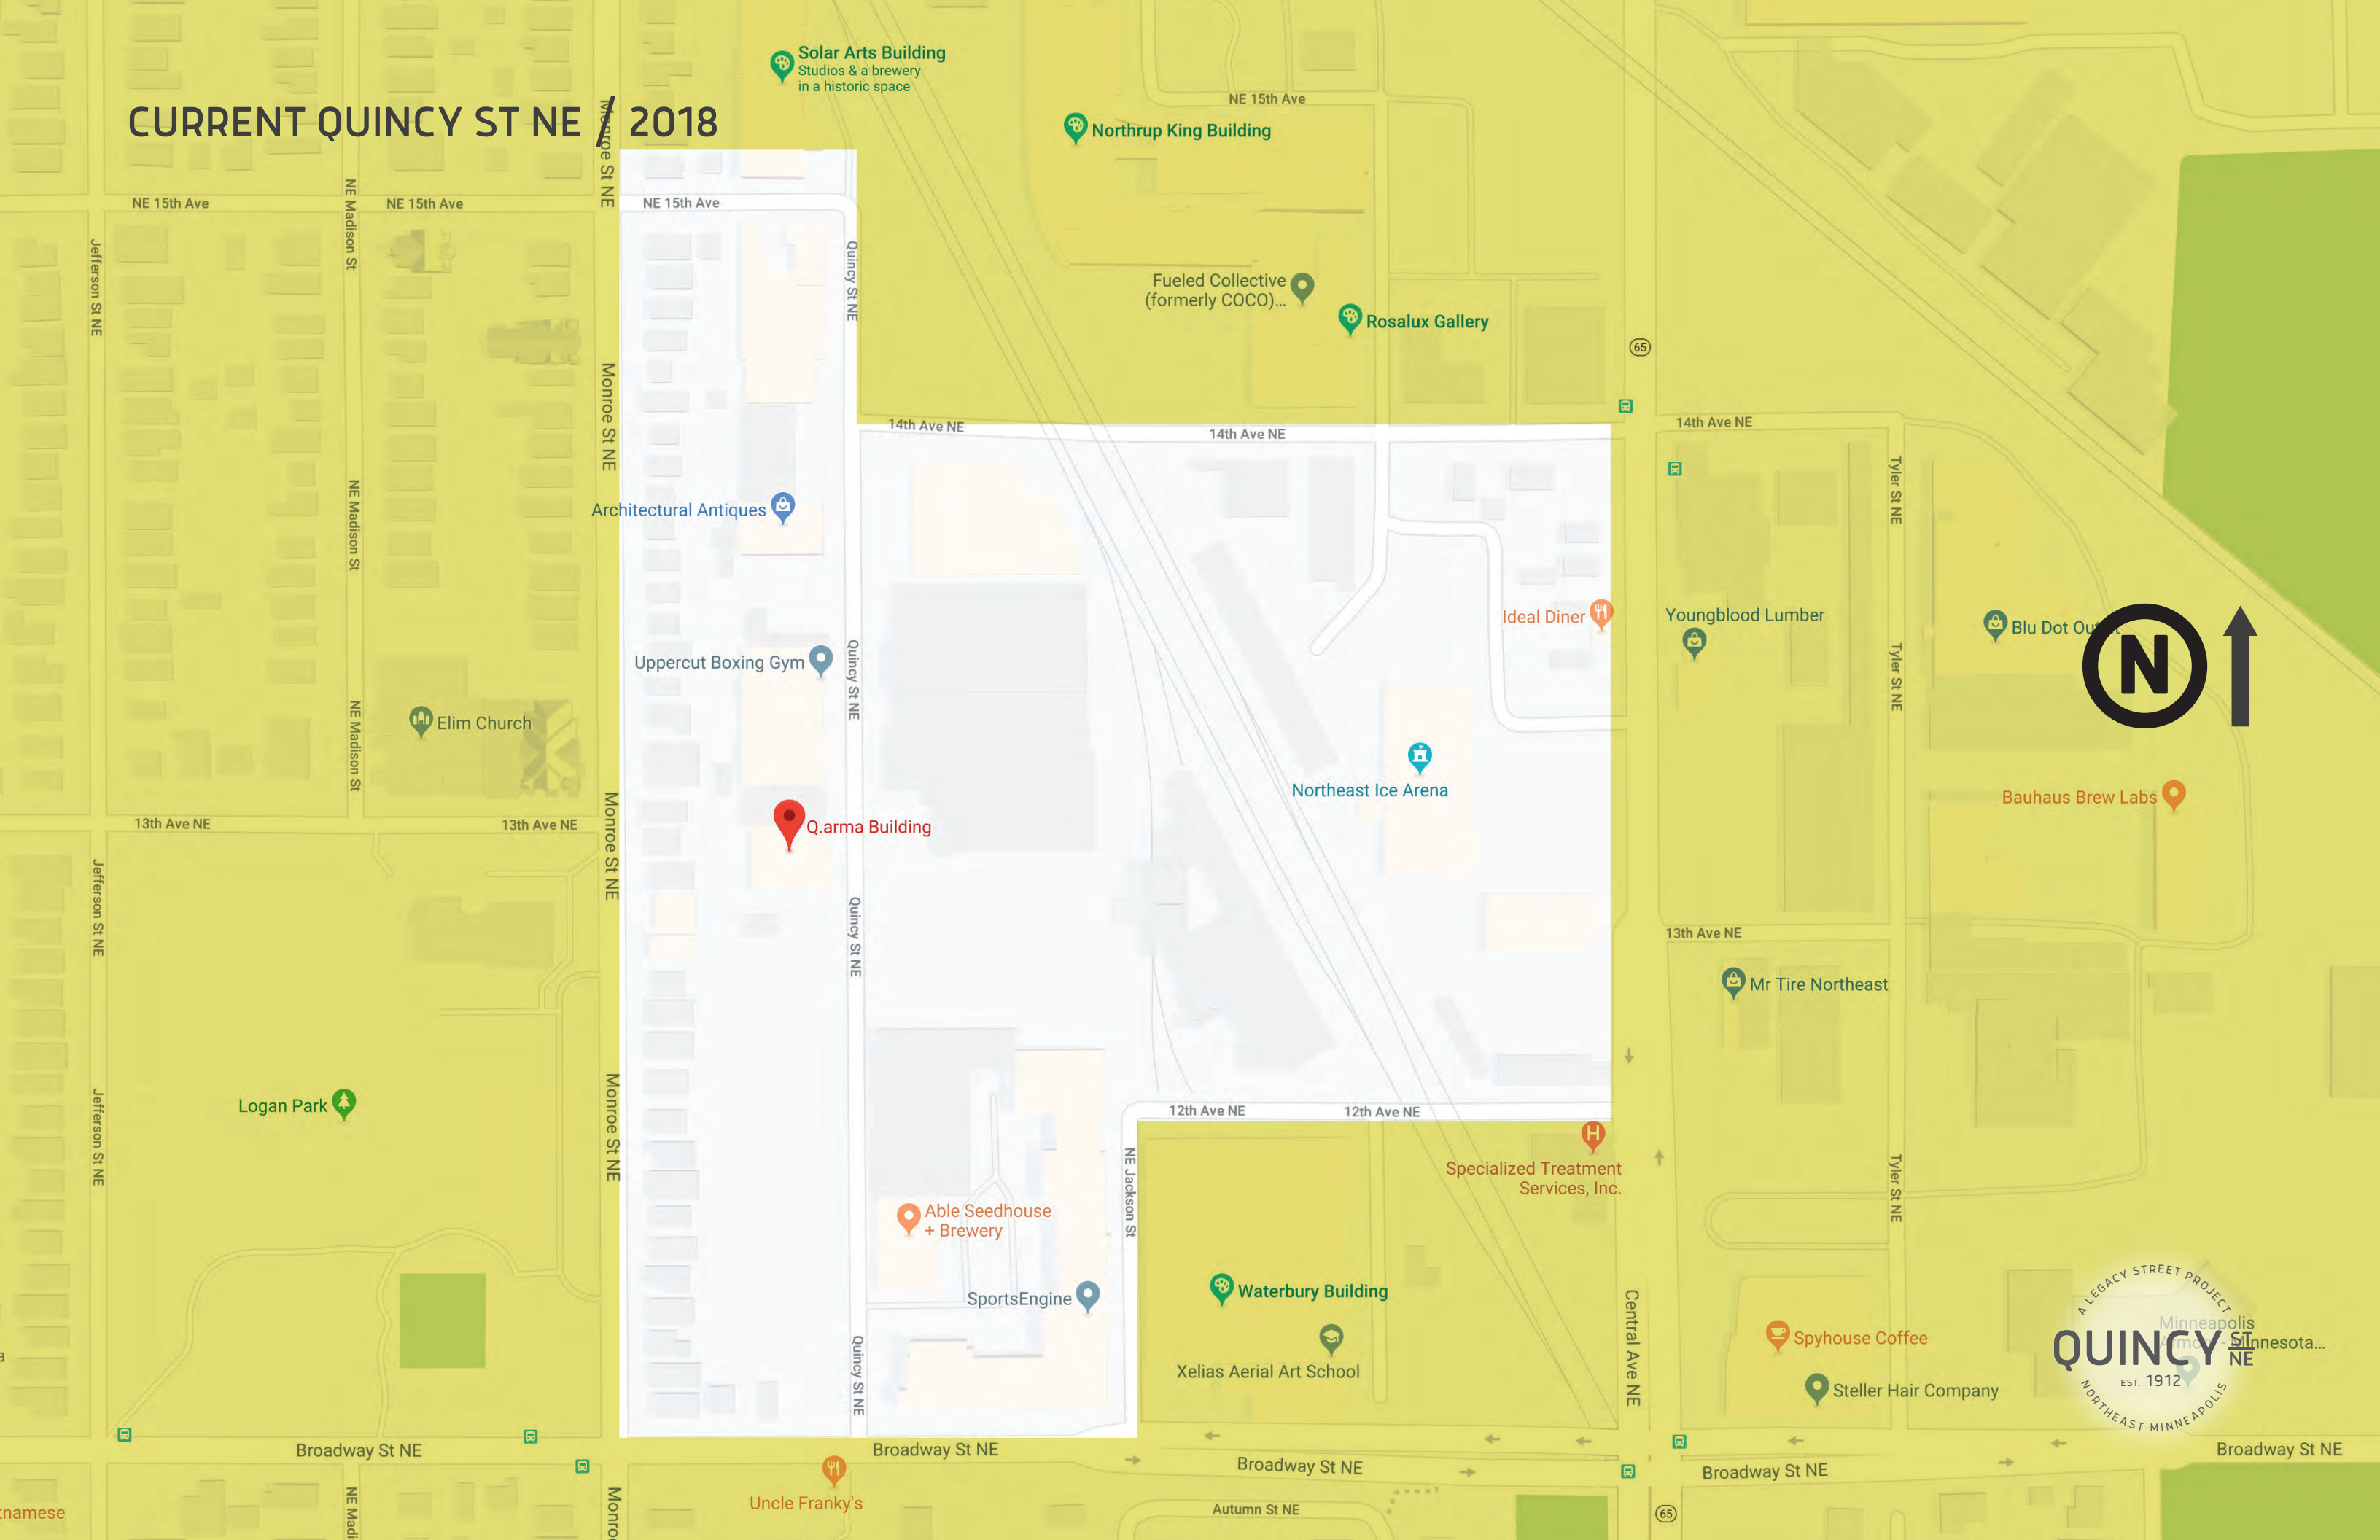 CURRENT QUINCY ST NE / 2018
Solar Arts Building
Studios & a brewery
in a historic space
Northrup King Building
NE 15th Ave
NE 15th Ave
NE 15th Ave
NE 15th Ave
Monroe St NE
NE Madison St
Jefferson St NE
Quincy St NE
Fueled Collective
(formerly COCO)...
Rosalux Gallery
65
Monroe St NE
14th Ave NE
14th Ave NE
14th Ave NE
Tyler St NE
NE Madison St
Architectural Antiques
Ideal Diner
Youngblood Lumber
Blu Dot
N
Uppercut Boxing Gym
Quincy St NE
Tyler St NE
Elim Church
NE Madison St
Northeast Ice Arena
Bauhaus Brew Labs
13th Ave NE
13th Ave NE
Monroe St NE
Q.arma Building
Jefferson St NE
Quincy St NE
13th Ave NE
Mr Tire Northeast
Logan Park
Jefferson St NE
Monroe St NE
12th Ave NE
12th Ave NE
H
Specialized Treatment
Services, Inc.
NE Jackson St
Tyler St NE
Able Seedhouse
+ Brewery
SportsEngine
Waterbury Building
Xelias Aerial Art School
Quincy St NE
Central Ave NE
Spyhouse Coffee
Steller Hair Company
A LEGACY STREET PROJECT
Minneapolis
Minnesota...
QUINCY ST NE
EST. 1912
NORTHEAST MINNEAPOLIS
Broadway St NE
Broadway St NE
Broadway St NE
Broadway St NE
Broadway St NE
Uncle Franky's
Autumn St NE
65
NE Madi
Monro
tnamese
a